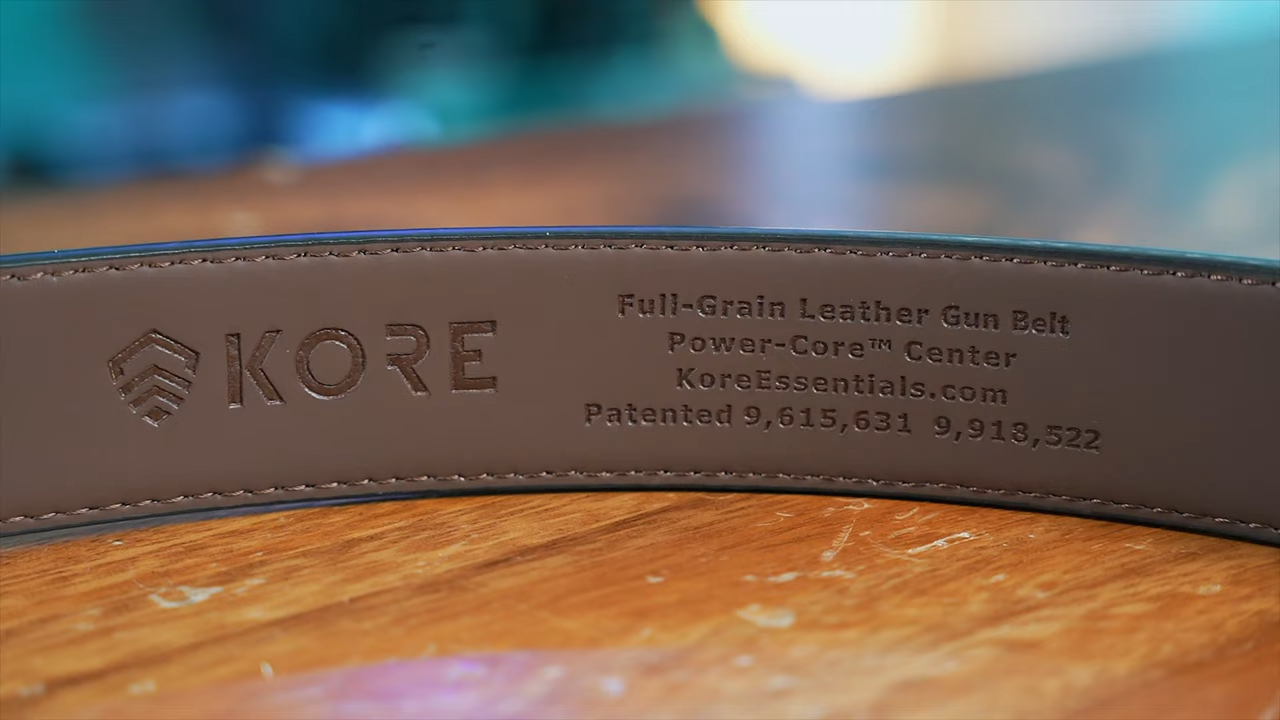 KORE
Full-Grain Leather Gun Belt
Power-Core™ Center
KoreEssentials.com
Patented 9,615,631 9,918,522